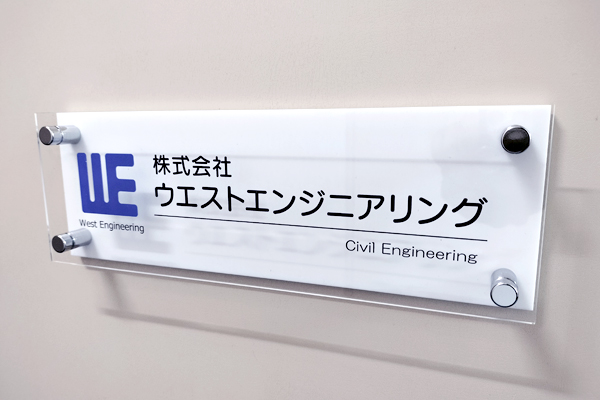 WE
West Engineering
株式会社
ウエストエンジニアリング
Civil Engineering